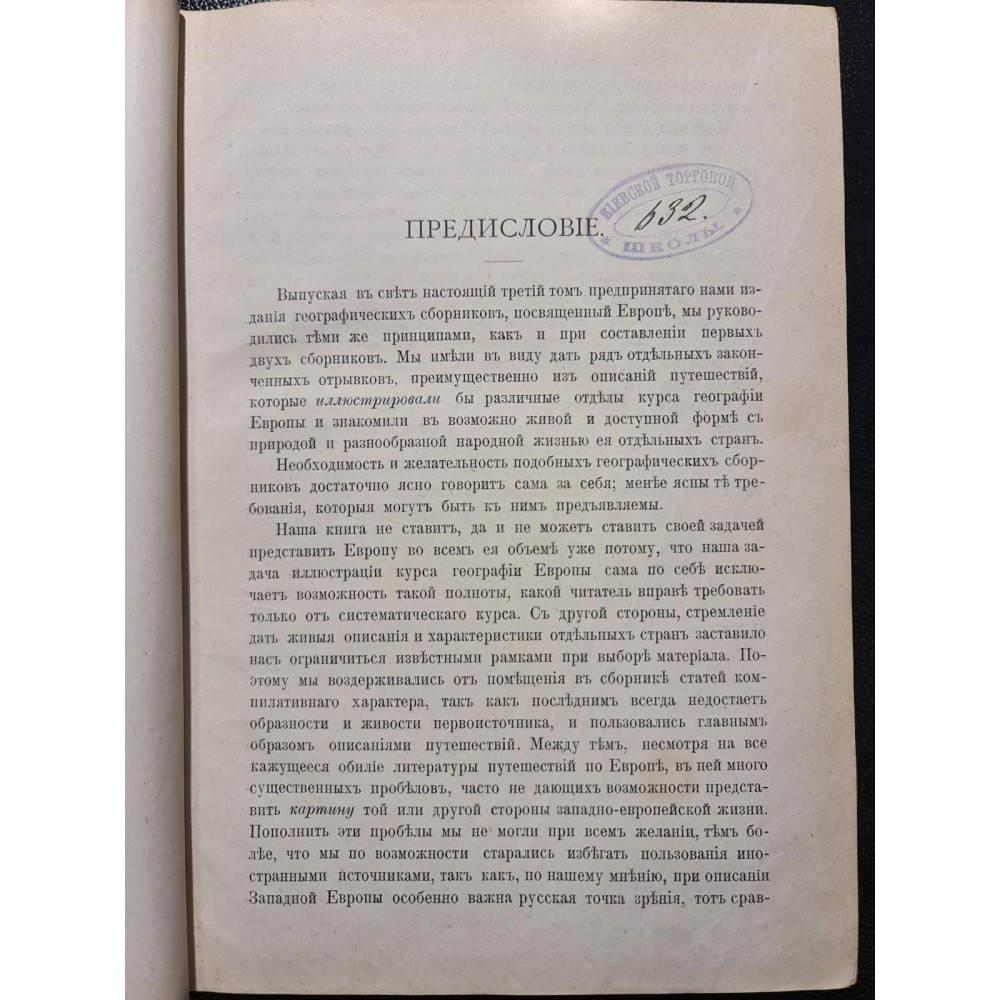 КІЕВСКОЙ ТОРГОВОЙ
632.
ШКОЛЫ
ПРЕДИСЛОВІЕ.
Выпуская въ свѣтъ настоящій третій томъ предпринятаго нами из-
данія географическихъ сборниковъ, посвященный Европѣ, мы руково-
дились тѣми же принципами, какъ и при составленіи первыхъ
двухъ сборниковъ. Мы имѣли въ виду дать рядъ отдѣльныхъ закон-
ченныхъ отрывковъ, преимущественно изъ описаній путешествій,
которые иллюстрировали бы различные отдѣлы курса географіи
Европы и знакомили въ возможно живой и доступной формѣ съ
природой и разнообразной народной жизнью ея отдѣльныхъ странъ.
Необходимость и желательность подобныхъ географическихъ сбор-
никовъ достаточно ясно говоритъ сама за себя; менѣе ясны тѣ тре-
бованія, которыя могутъ быть къ нимъ предъявляемы.
Наша книга не ставитъ, да и не можетъ ставить своей задачей
представить Европу во всемъ ея объемѣ уже потому, что наша за-
дача иллюстраціи курса географіи Европы сама по себѣ исклю-
чаетъ возможность такой полноты, какой читатель вправѣ требовать
только отъ систематическаго курса. Съ другой стороны, стремленіе
дать живыя описанія и характеристики отдѣльныхъ странъ заставило
насъ ограничиться извѣстными рамками при выборѣ матеріала. По-
этому мы воздерживались отъ помѣщенія въ сборникѣ статей ком-
пилятивнаго характера, такъ какъ послѣднимъ всегда недостаетъ
образности и живости первоисточника, и пользовались главнымъ
образомъ описаніями путешествій. Между тѣмъ, несмотря на все
кажущееся обиліе литературы путешествій по Европѣ, въ ней много
существенныхъ пробѣловъ, часто не дающихъ возможности предста-
вить картину той или другой стороны западно-европейской жизни.
Пополнить эти пробѣлы мы не могли при всемъ желаніи, тѣмъ бо-
лѣе, что мы по возможности старались избѣгать пользованія ино-
странными источниками, такъ какъ, по нашему мнѣнію, при описаніи
Западной Европы особенно важна русская точка зрѣнія, тотъ срав-